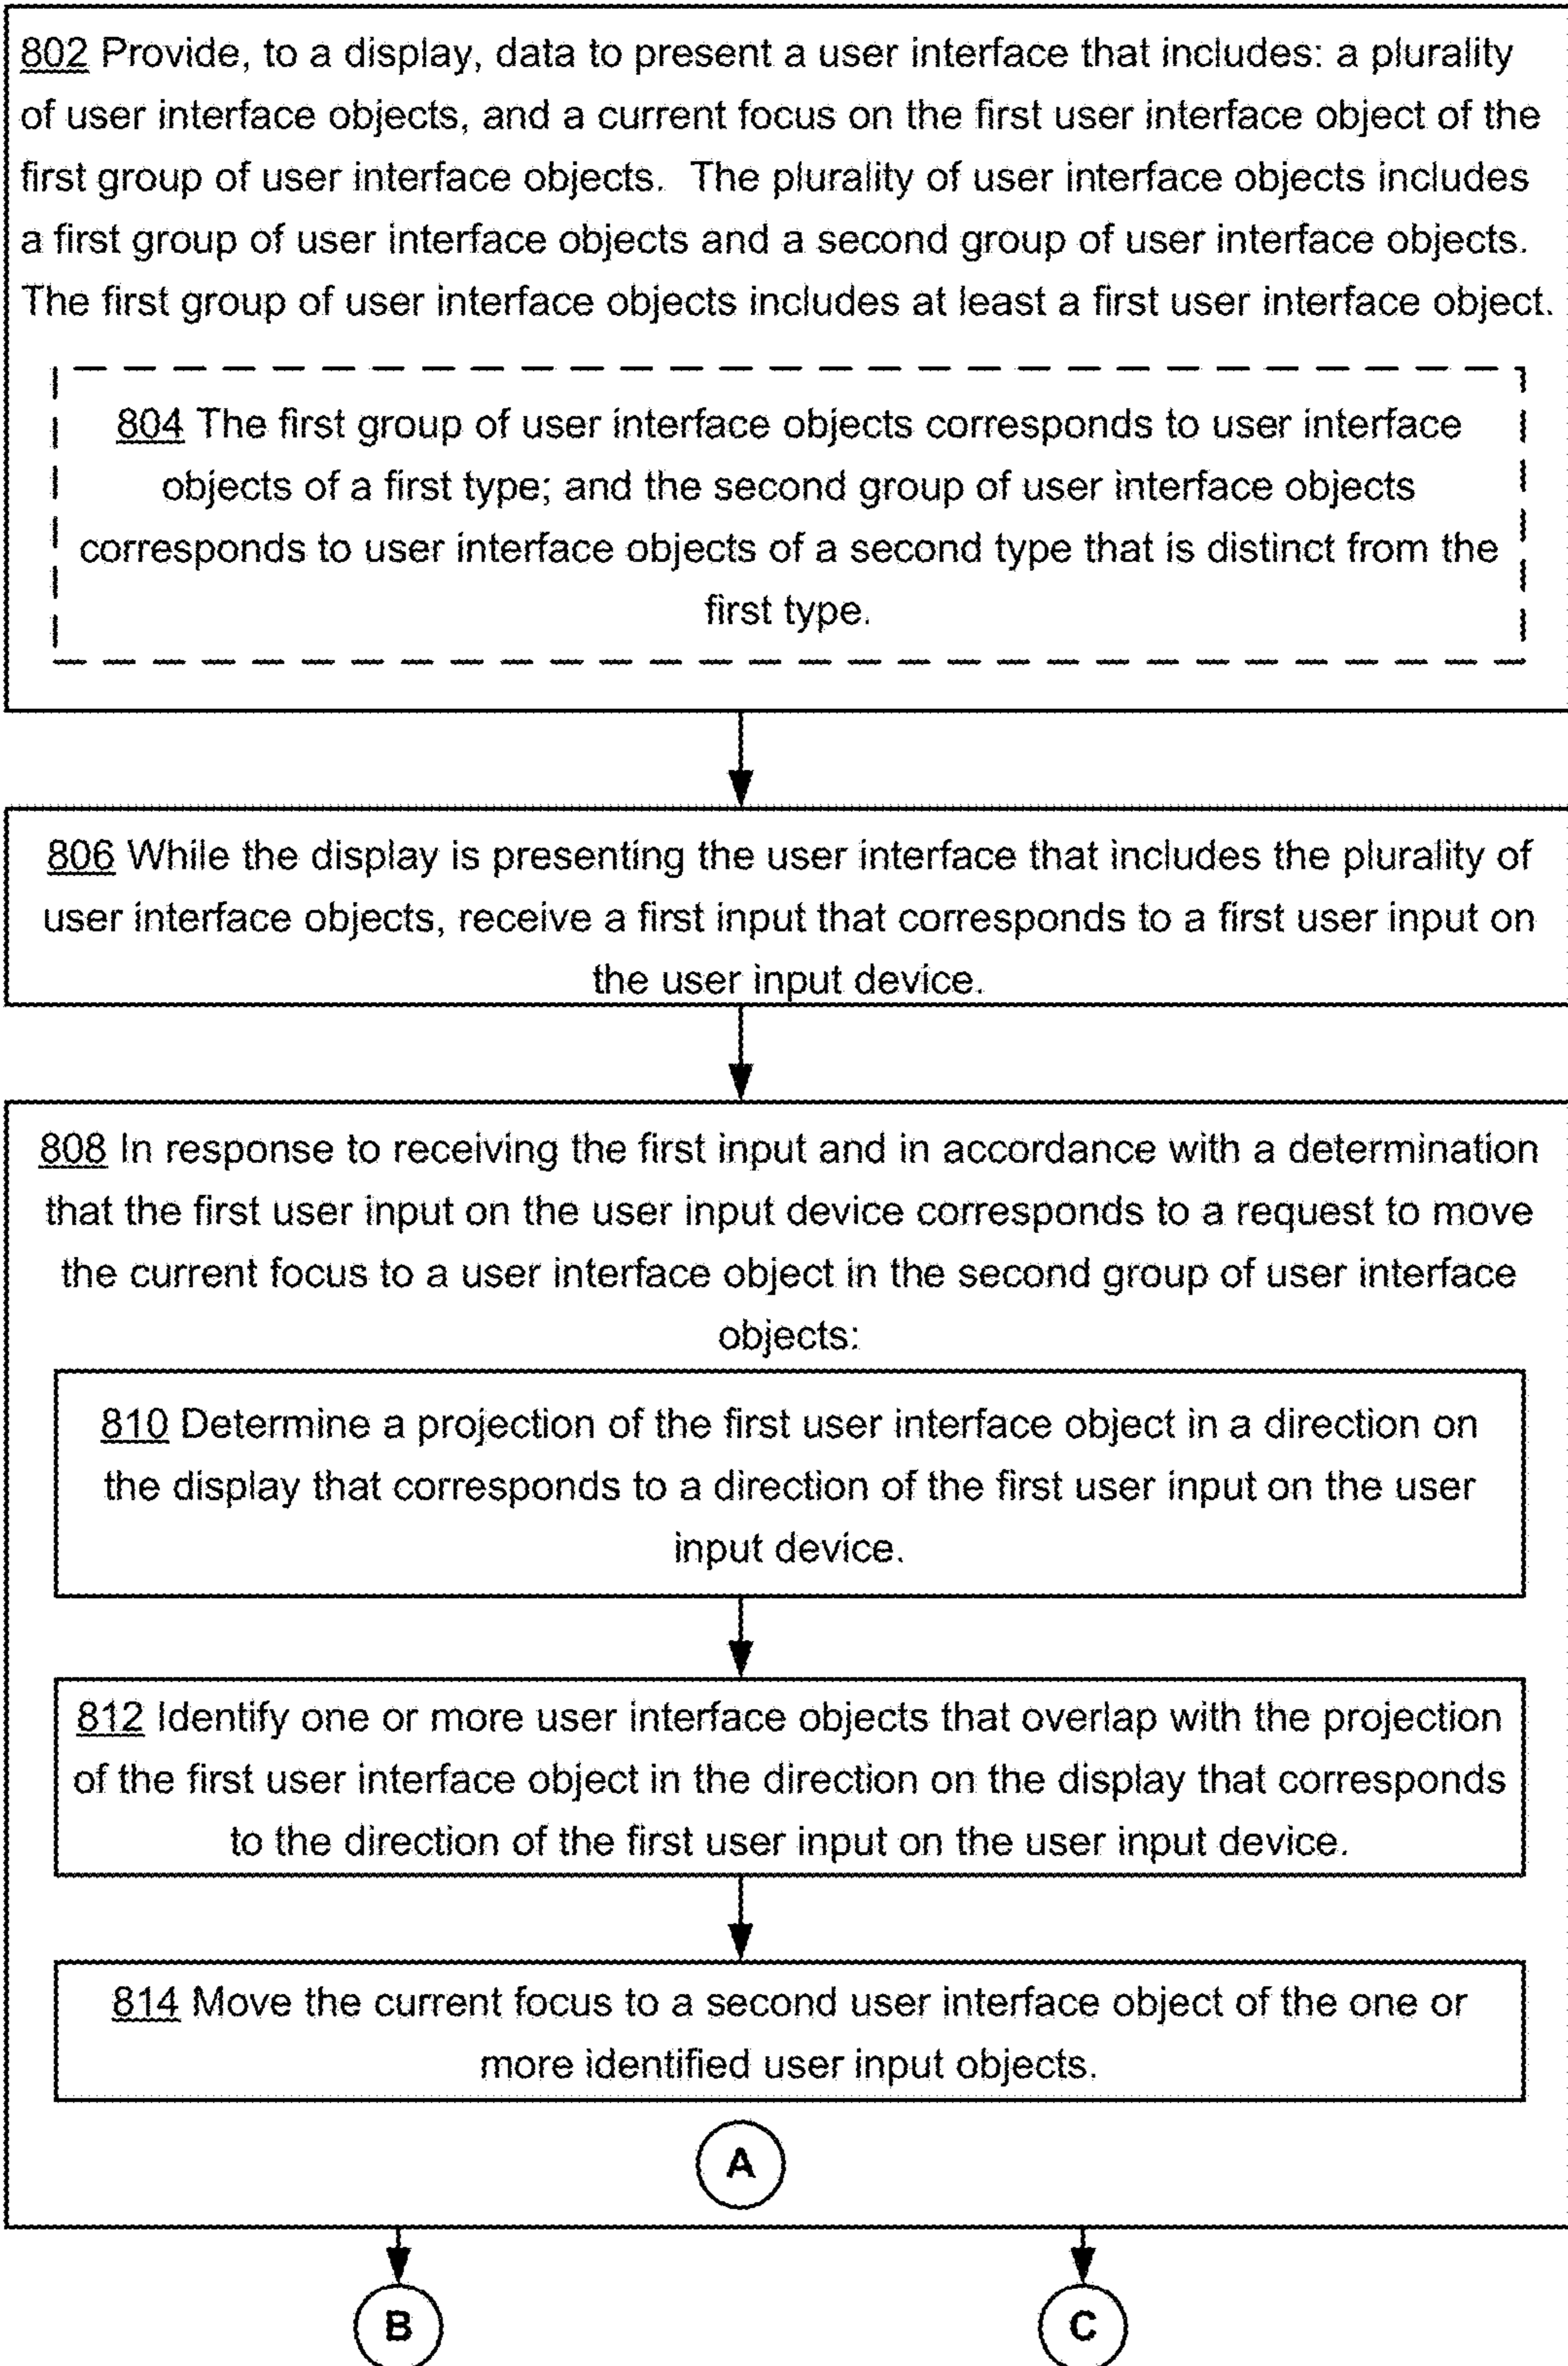 802 Provide, to a display, data to present a user interface that includes: a plurality
of user interface objects, and a current focus on the first user interface object of the
first group of user interface objects.  The plurality of user interface objects includes
a first group of user interface objects and a second group of user interface objects.
The first group of user interface objects includes at least a first user interface object.
804 The first group of user interface objects corresponds to user interface
objects of a first type; and the second group of user interface objects
corresponds to user interface objects of a second type that is distinct from the
first type.
806 While the display is presenting the user interface that includes the plurality of
user interface objects, receive a first input that corresponds to a first user input on
the user input device.
808 In response to receiving the first input and in accordance with a determination
that the first user input on the user input device corresponds to a request to move
the current focus to a user interface object in the second group of user interface
objects:
810 Determine a projection of the first user interface object in a direction on
the display that corresponds to a direction of the first user input on the user
input device.
812 Identify one or more user interface objects that overlap with the projection
of the first user interface object in the direction on the display that corresponds
to the direction of the first user input on the user input device.
814 Move the current focus to a second user interface object of the one or
more identified user input objects.
A
B
C